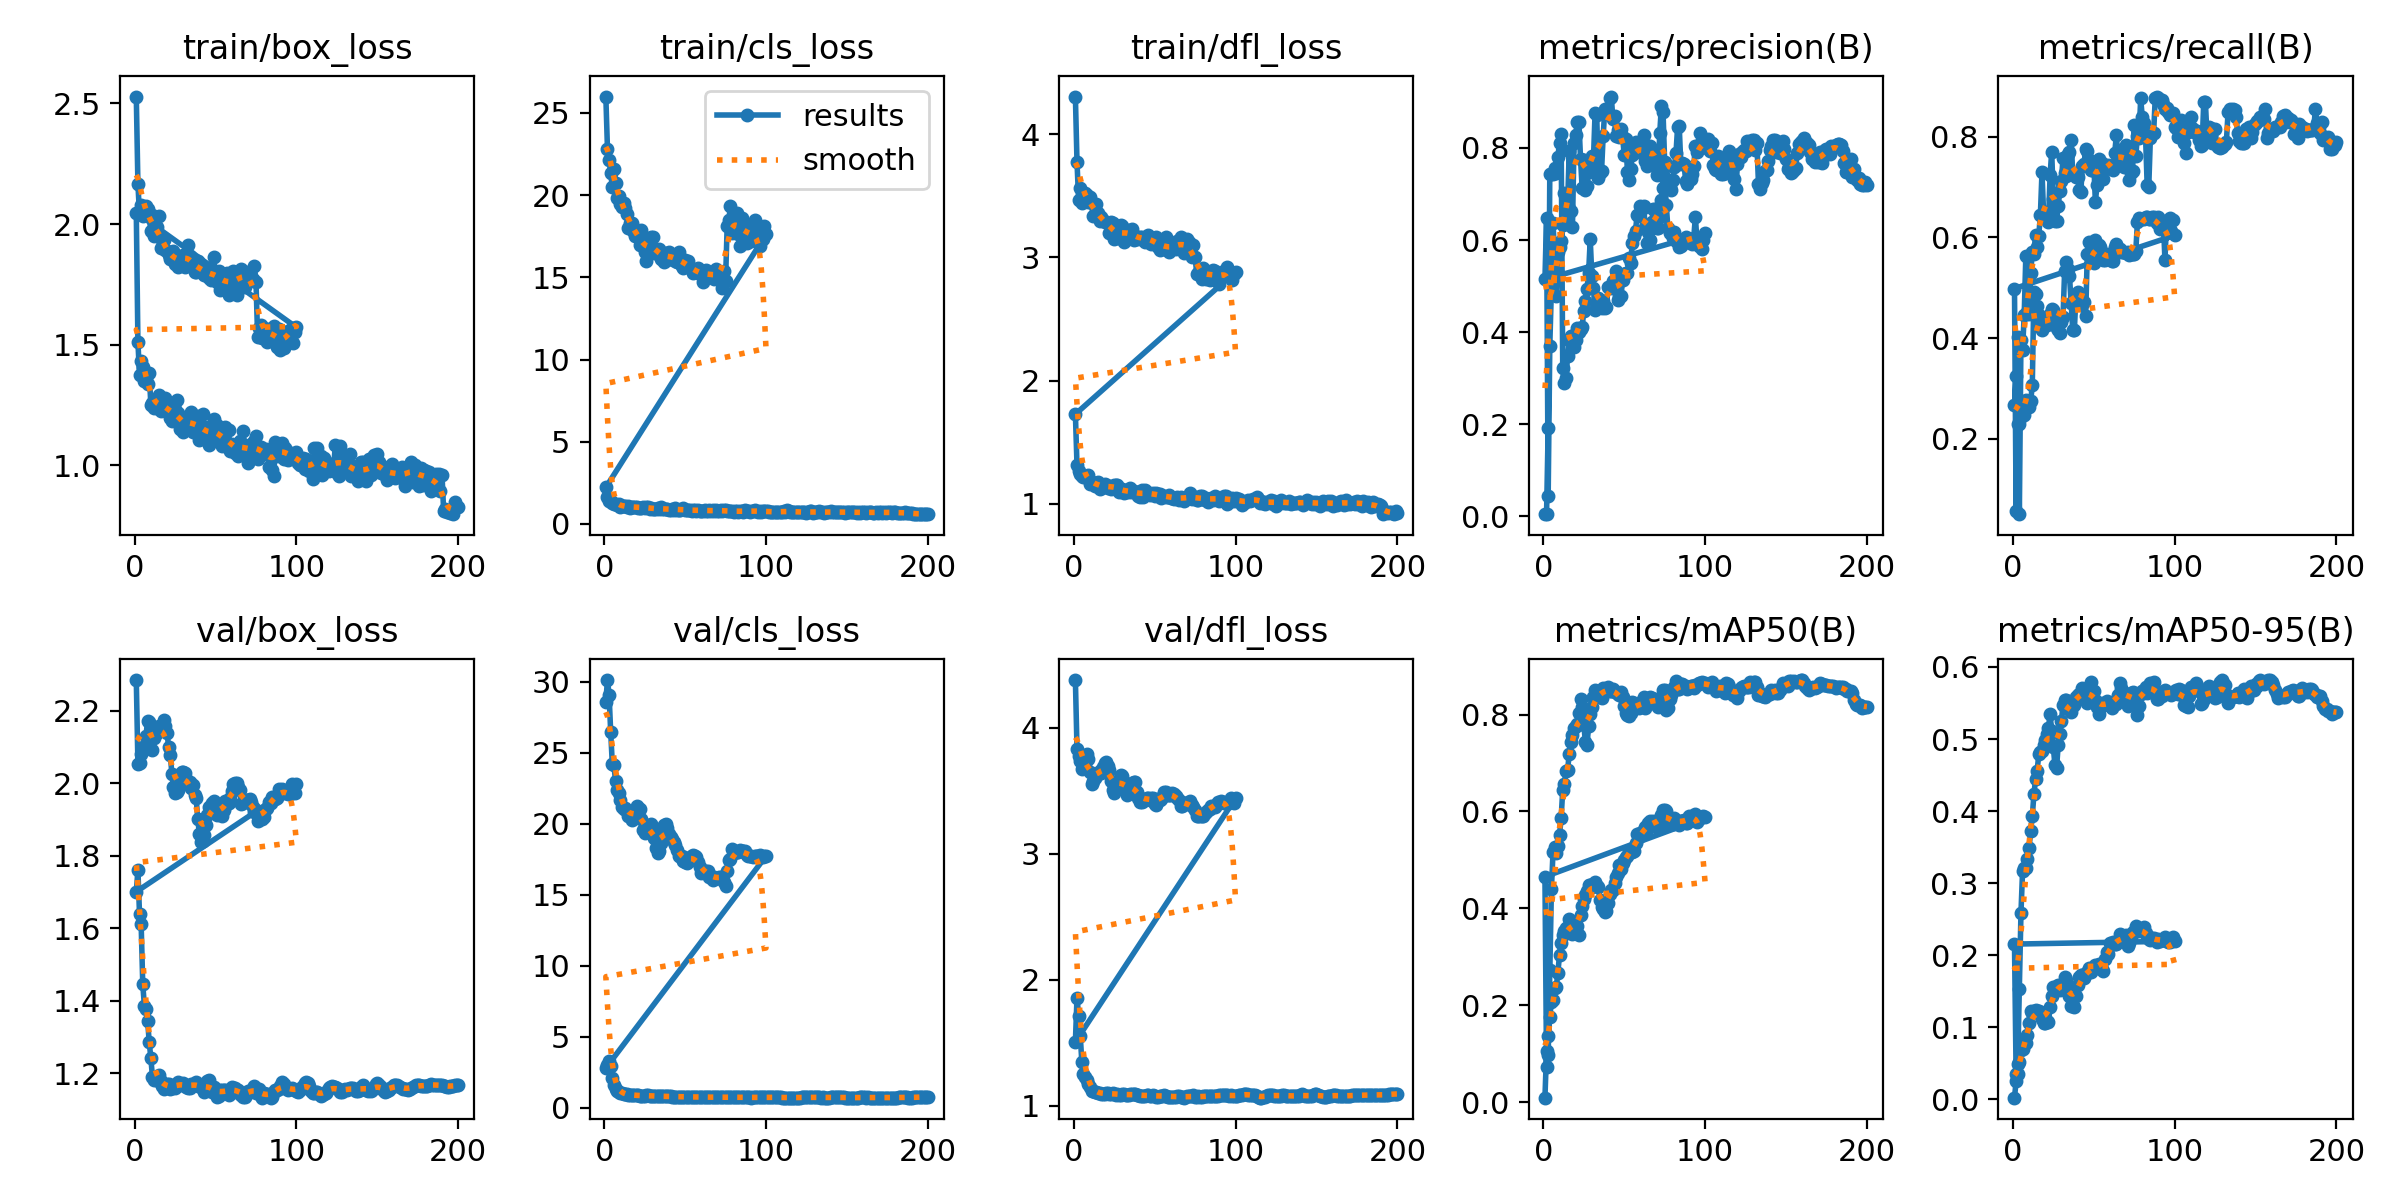 train/box_loss
train/cls_loss
train/dfl_loss
metrics/precision(B)
metrics/recall(B)
2.5
2.0
1.5
1.0
0 100 200
results
smooth
25
20
15
10
5
0
0 100 200
4
3
2
1
0 100 200
0.8
0.6
0.4
0.2
0.0
0 100 200
0.8
0.6
0.4
0.2
0 100 200
val/box_loss
val/cls_loss
val/dfl_loss
metrics/mAP50(B)
metrics/mAP50-95(B)
2.2
2.0
1.8
1.6
1.4
1.2
0 100 200
30
25
20
15
10
5
0
0 100 200
4
3
2
1
0 100 200
0.8
0.6
0.4
0.2
0.0
0 100 200
0.6
0.5
0.4
0.3
0.2
0.1
0.0
0 100 200